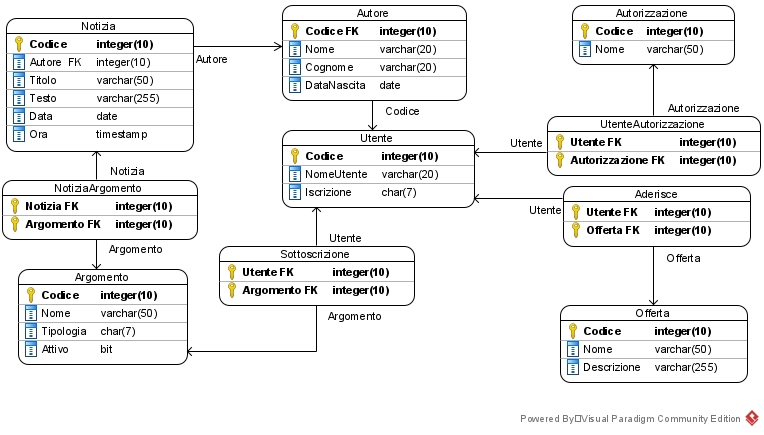 Notizia
Codice integer(10)
Autore FK integer(10)
Titolo varchar(50)
Testo varchar(255)
Data date
Ora timestamp
Autore
Autore
Codice FK integer(10)
Nome varchar(20)
Cognome varchar(20)
DataNascita date
Codice
Autorizzazione
Codice integer(10)
Nome varchar(50)
Autorizzazione
Utente
Codice integer(10)
NomeUtente varchar(20)
Iscrizione char(7)
Utente
UtenteAutorizzazione
Utente FK integer(10)
Autorizzazione FK integer(10)
Notizia
NotiziaArgomento
Notizia FK integer(10)
Argomento FK integer(10)
Argomento
Utente
Aderisce
Utente FK integer(10)
Offerta FK integer(10)
Offerta
Utente
Sottoscrizione
Utente FK integer(10)
Argomento FK integer(10)
Argomento
Argomento
Codice integer(10)
Nome varchar(50)
Tipologia char(7)
Attivo bit
Offerta
Codice integer(10)
Nome varchar(50)
Descrizione varchar(255)
Powered By Visual Paradigm Community Edition